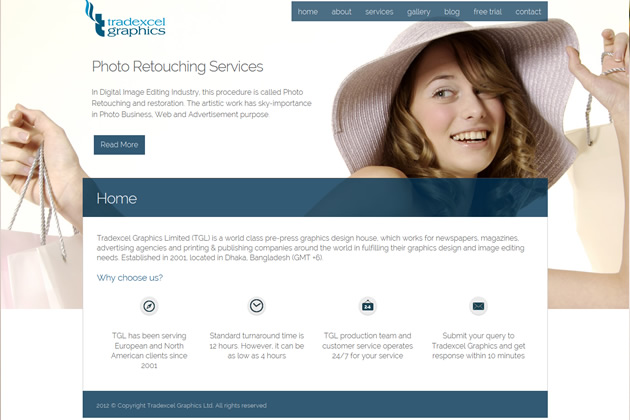 tradexcel
graphics
home about services gallery blog free trial contact
Photo Retouching Services
In Digital Image Editing Industry, this procedure is called Photo
Retouching and restoration. The artistic work has sky-importance
in Photo Business, Web and Advertisement purpose
Read More
Home
Tradexcel Graphics Limited (TGL) is a world class pre-press graphics design house, which works for newspapers, magazines,
advertising agencies and printing & publishing companies around the world in fulfilling their graphics design and image editing
needs. Established in 2001, located in Dhaka, Bangladesh (GMT +6).
Why choose us?
24
TGL has been serving
European and North
American clients since
2001
Standard turnaround time is
12 hours. However, it can be
as low as 4 hours
TGL production team and
customer service operates
24/7 for your service
Submit your query to
Tradexcel Graphics and get
response within 10 minutes
2012 © Copyright Tradexcel Graphics Ltd. All rights reserved